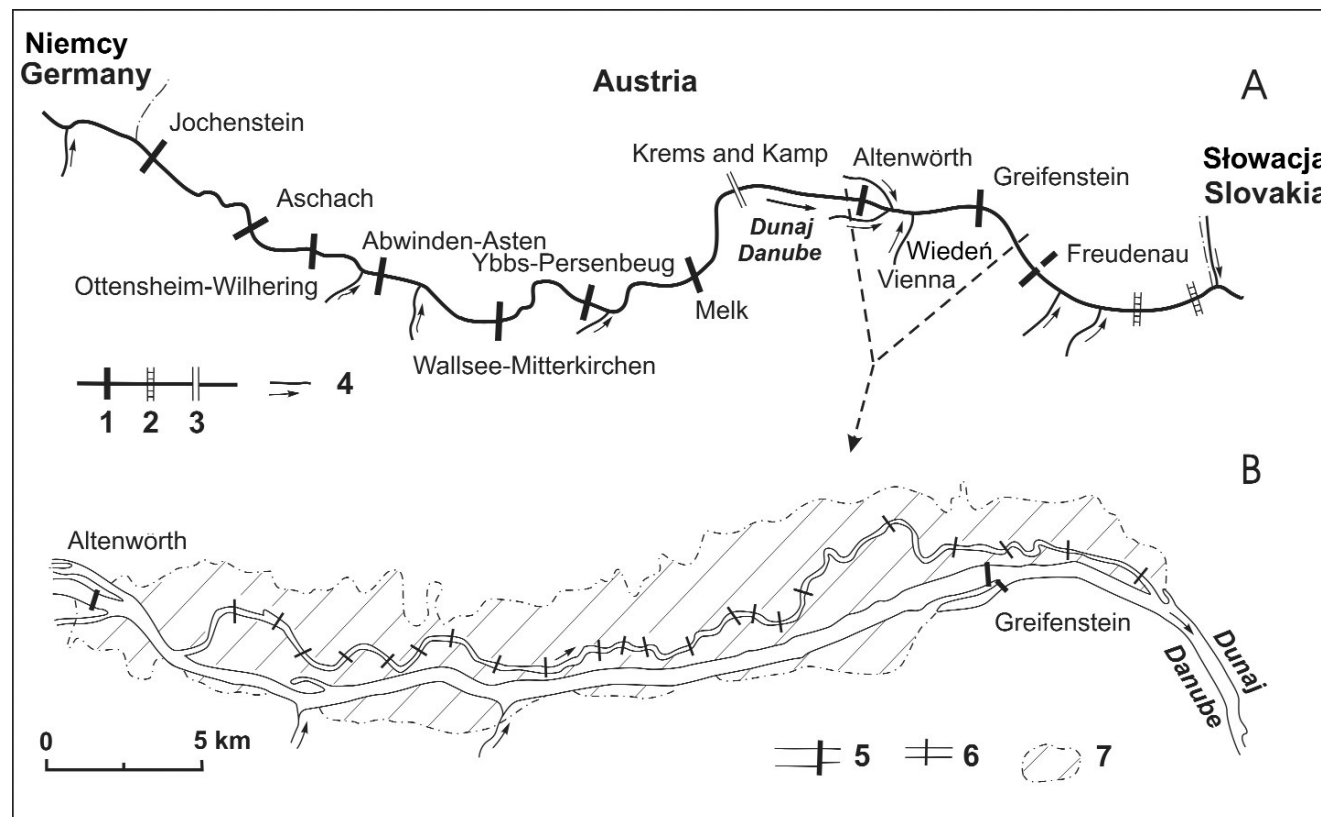 Niemcy
Germany
Austria
A
Jochenstein
Krems and Kamp
Altenwörth
Greifenstein
Słowacja
Slovakia
Aschach
Dunaj
Danube
Abwinden-Asten
Ybbs-Persenbeug
Wiedeń
Vienna
Freudenau
Ottensheim-Wilhering
Melk
Wallsee-Mitterkirchen
1 2 3 4
B
Altenwörth
Greifenstein
Dunaj
Danube
0 5 km
5 6 7